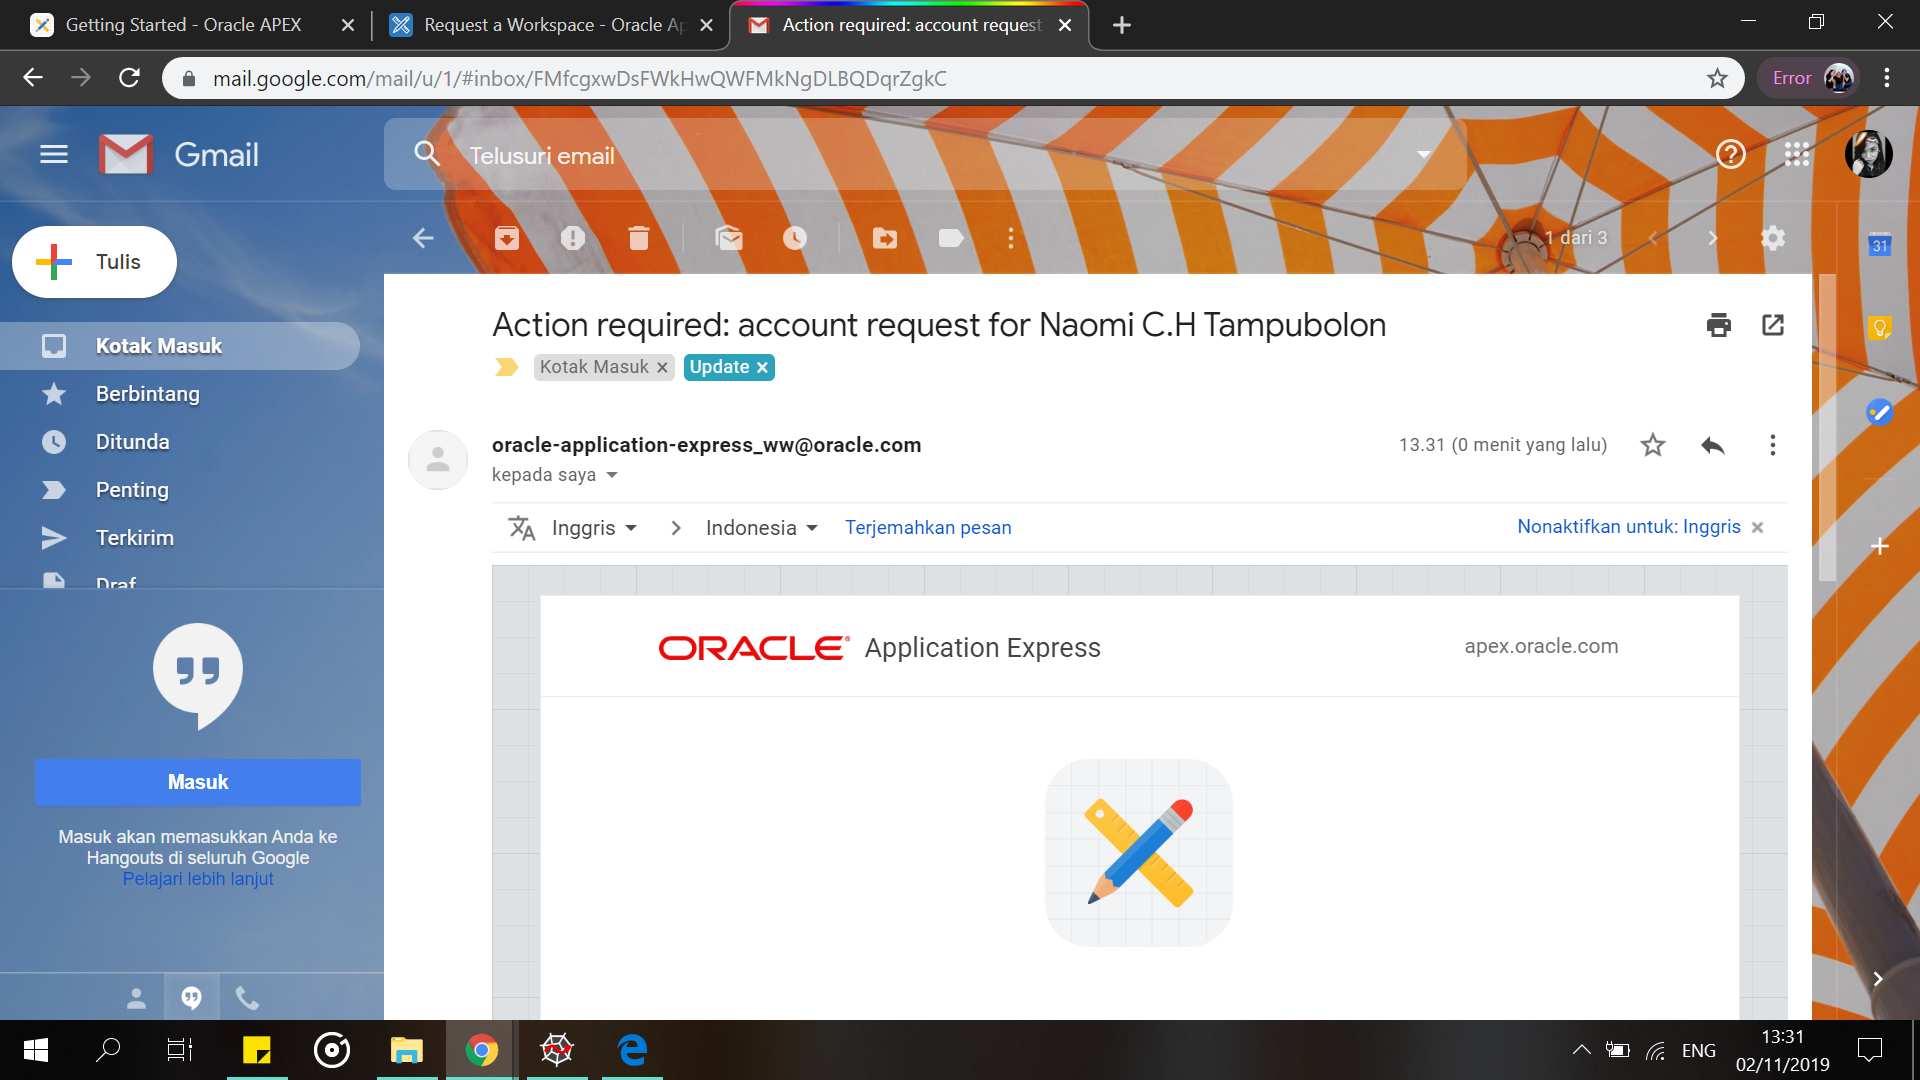 Getting Started - Oracle APEX
Request a Workspace - Oracle Ap
Action required: account request
mail.google.com/mail/u/1/#inbox/FMfcgxwDsFWkHwQWFMkNgDLBQDqrZgkC
Error
Gmail
Telusuri email
Tulis
1 dari 3
31
Kotak Masuk
Berbintang
Ditunda
Penting
Terkirim
Draf
Action required: account request for Naomi C.H Tampubolon
Kotak Masuk
Update
oracle-application-express_ww@oracle.com
13.31 (0 menit yang lalu)
kepada saya
Inggris
Indonesia
Terjemahkan pesan
Nonaktifkan untuk: Inggris
ORACLE Application Express
apex.oracle.com
Masuk
Masuk akan memasukkan Anda ke
Hangouts di seluruh Google
Pelajari lebih lanjut
ENG
13:31
02/11/2019